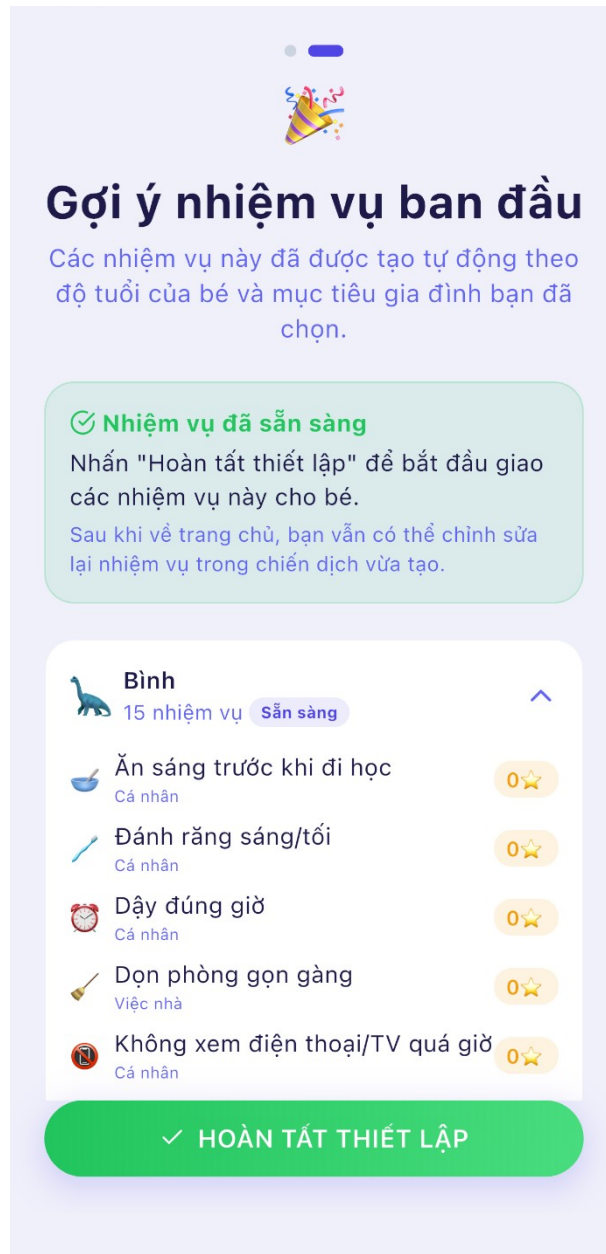 Gợi ý nhiệm vụ ban đầu
Các nhiệm vụ này đã được tạo tự động theo
độ tuổi của bé và mục tiêu gia đình bạn đã
chọn.
Nhiệm vụ đã sẵn sàng
Nhấn "Hoàn tất thiết lập" để bắt đầu giao
các nhiệm vụ này cho bé.
Sau khi về trang chủ, bạn vẫn có thể chỉnh sửa
lại nhiệm vụ trong chiến dịch vừa tạo.
Bình
15 nhiệm vụ Sẵn sàng
Ăn sáng trước khi đi học
Cá nhân
0⭐
Đánh răng sáng/tối
Cá nhân
0⭐
Dậy đúng giờ
Cá nhân
0⭐
Dọn phòng gọn gàng
Việc nhà
0⭐
Không xem điện thoại/TV quá giờ
Cá nhân
0⭐
HOÀN TẤT THIẾT LẬP